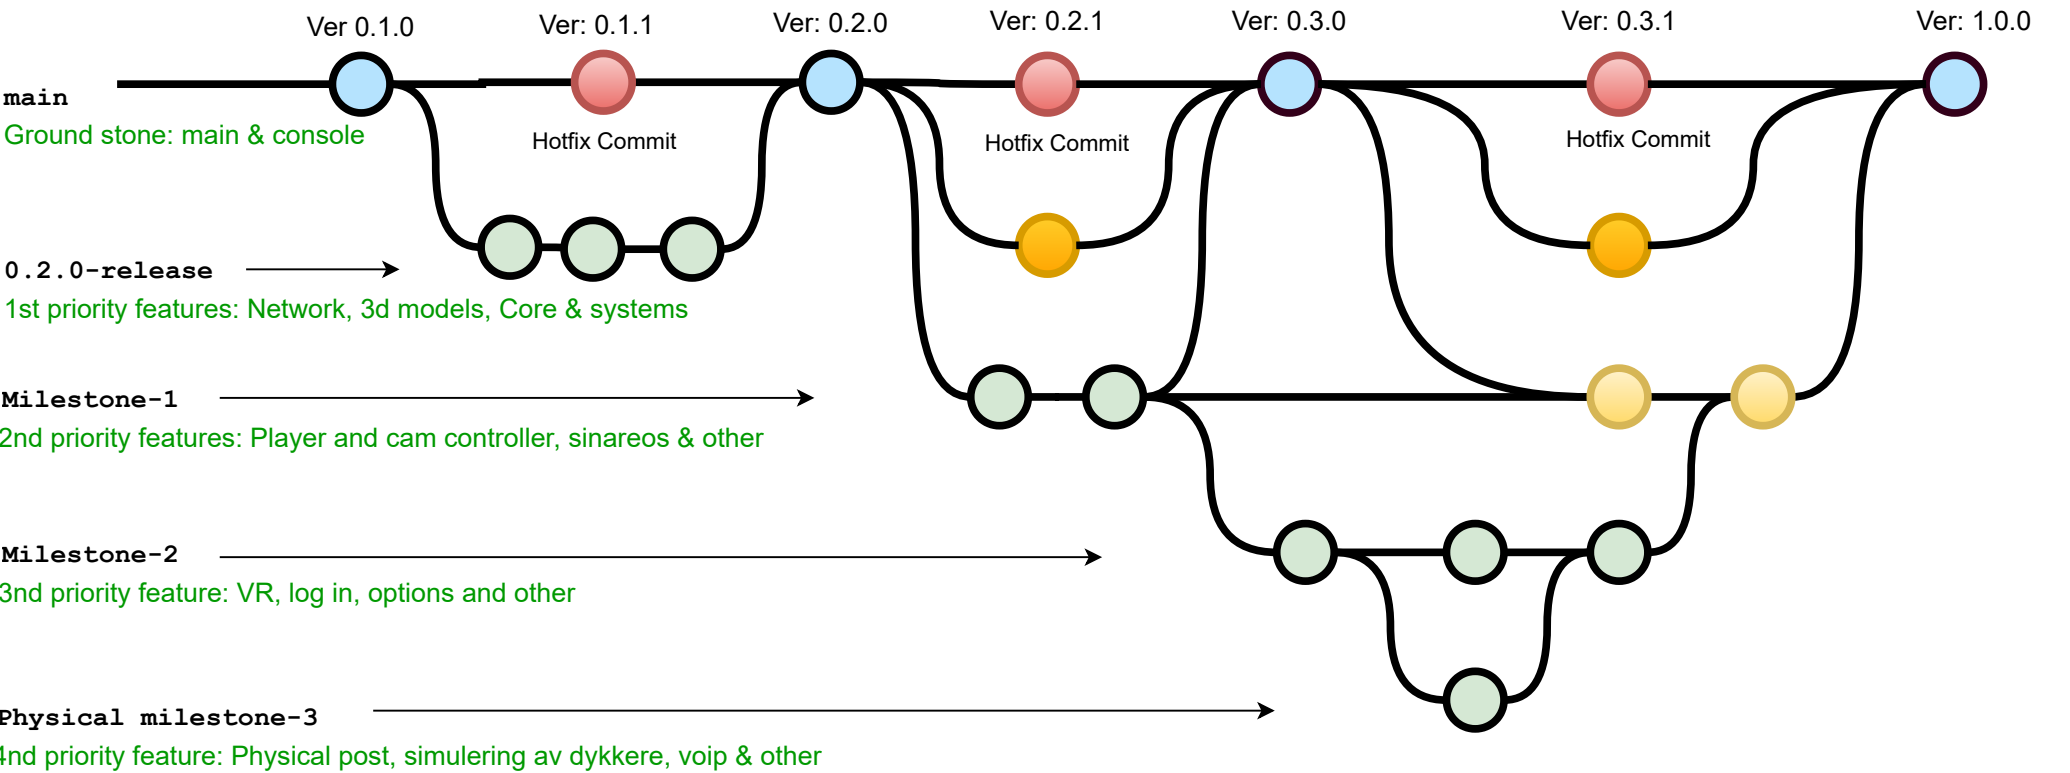 Ver 0.1.0
Ver: 0.1.1
Ver: 0.2.0
Ver: 0.2.1
Ver: 0.3.0
Ver: 0.3.1
Ver: 1.0.0
main
Ground stone: main & console
Hotfix Commit
Hotfix Commit
Hotfix Commit
0.2.0-release
1st priority features: Network, 3d models, Core & systems
Milestone-1
2nd priority features: Player and cam controller, sinareos & other
Milestone-2
3nd priority feature: VR, log in, options and other
Physical milestone-3
4nd priority feature: Physical post, simulering av dykkere, voip & other